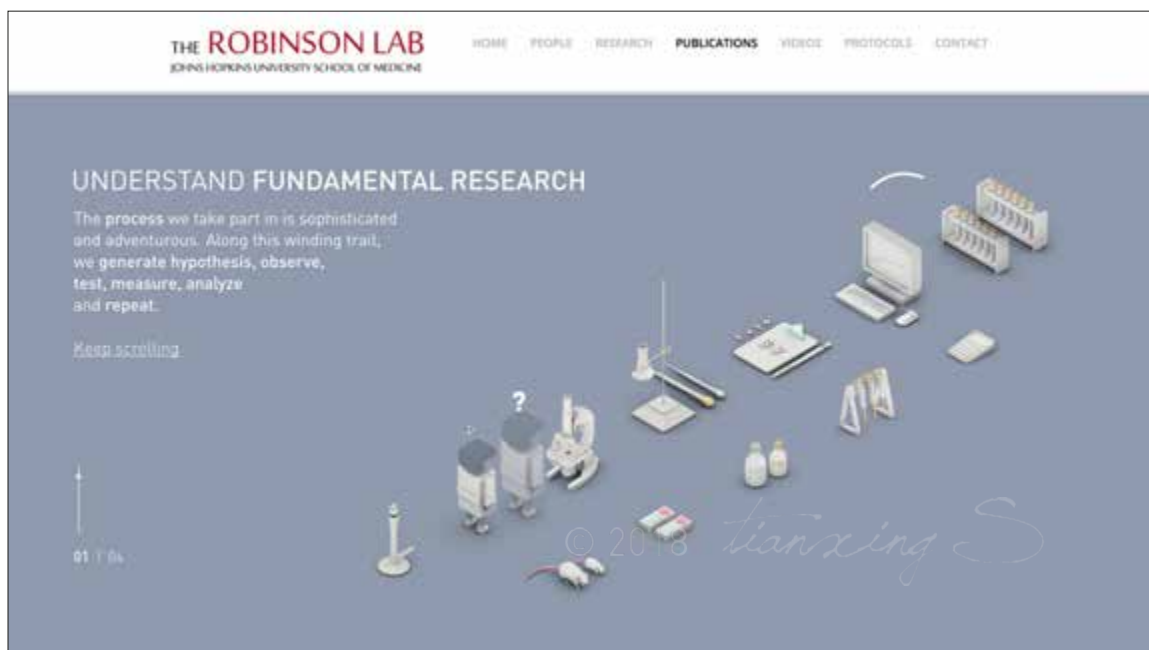 THE ROBINSON LAB
JOHNS HOPKINS UNIVERSITY SCHOOL OF MEDICINE
HOME PEOPLE RESEARCH PUBLICATIONS VIDEOS PROTOCOLS CONTACT
UNDERSTAND FUNDAMENTAL RESEARCH
The process we take part in is sophisticated
and adventurous. Along this winding trail,
we generate hypothesis, observe,
test, measure, analyze
and repeat.
Keep scrolling
?
01 / 04
© 2018 tianxing S